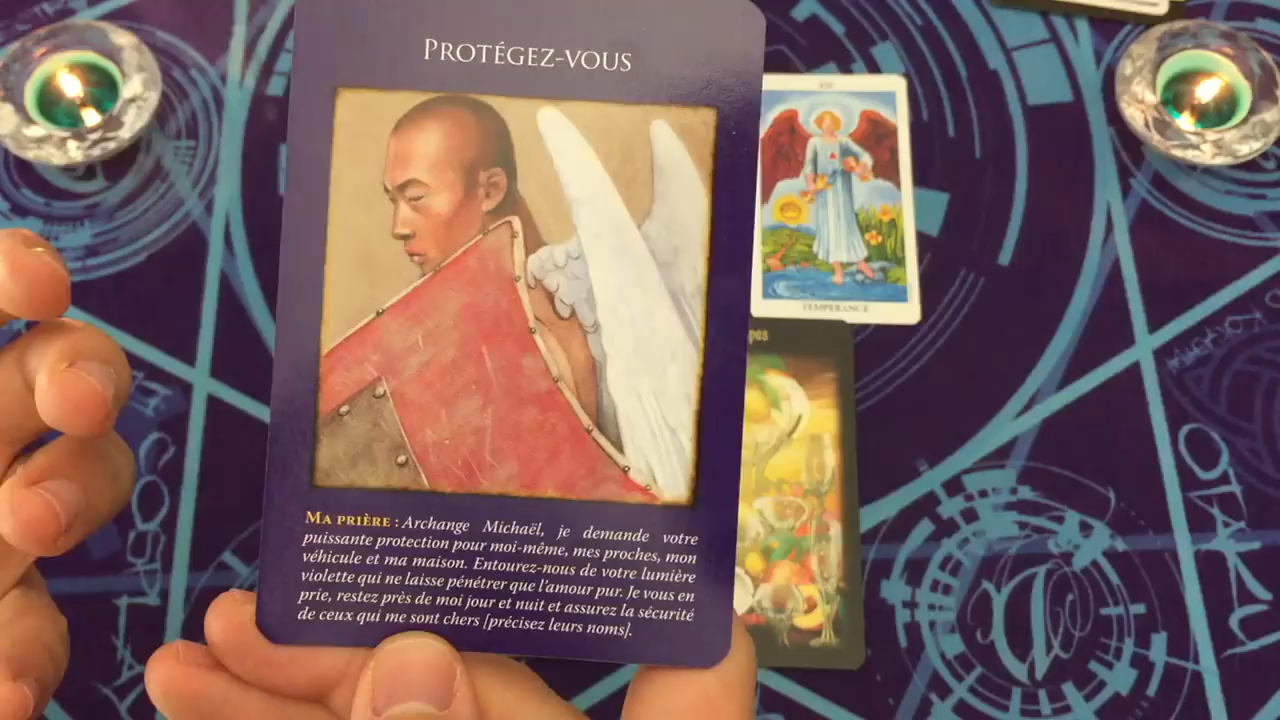 PROTÉGEZ-VOUS
MA PRIÈRE : Archange Michaël, je demande votre
puissante protection pour moi-même, mes proches, mon
véhicule et ma maison. Entourez-nous de votre lumière
violette qui ne laisse pénétrer que l'amour pur. Je vous en
prie, restez près de moi jour et nuit et assurez la sécurité
de ceux qui me sont chers [précisez leurs noms].
TEMPERANCE